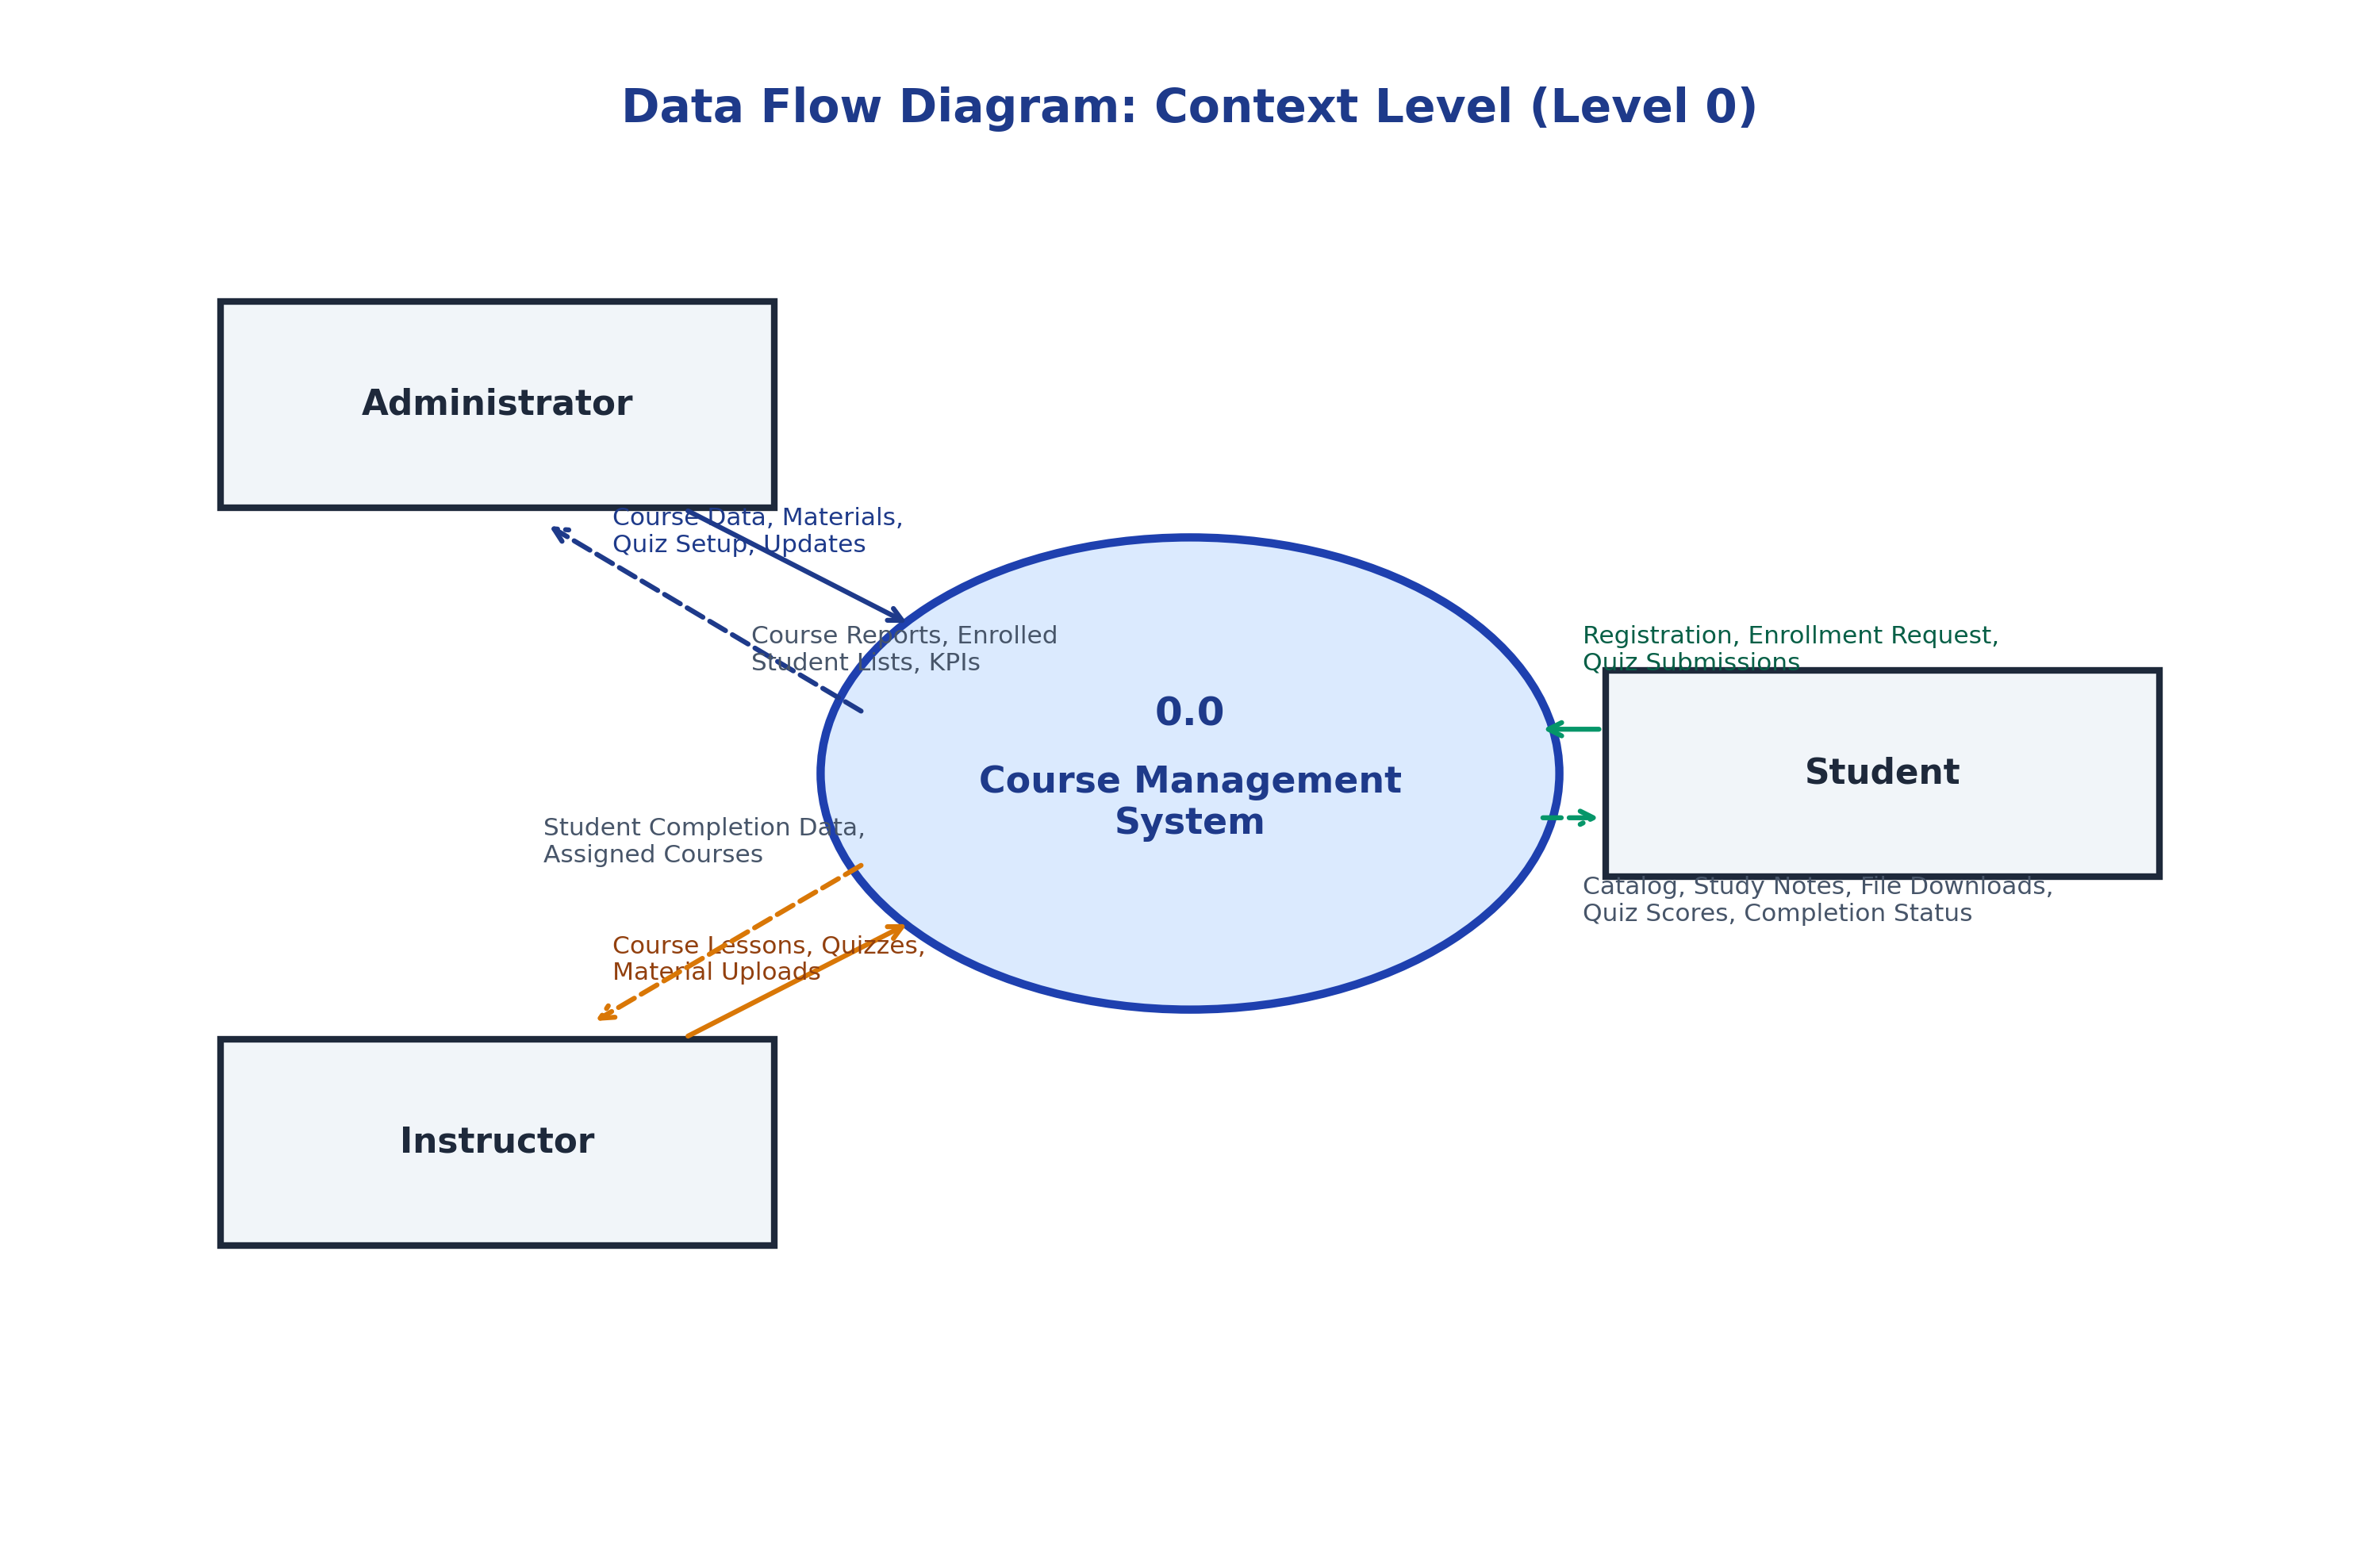 Data Flow Diagram: Context Level (Level 0)
Administrator
Course Data, Materials,
Quiz Setup, Updates
Course Reports, Enrolled
Student Lists, KPIs
0.0
Course Management
System
Registration, Enrollment Request,
Quiz Submissions
Student
Catalog, Study Notes, File Downloads,
Quiz Scores, Completion Status
Student Completion Data,
Assigned Courses
Course Lessons, Quizzes,
Material Uploads
Instructor